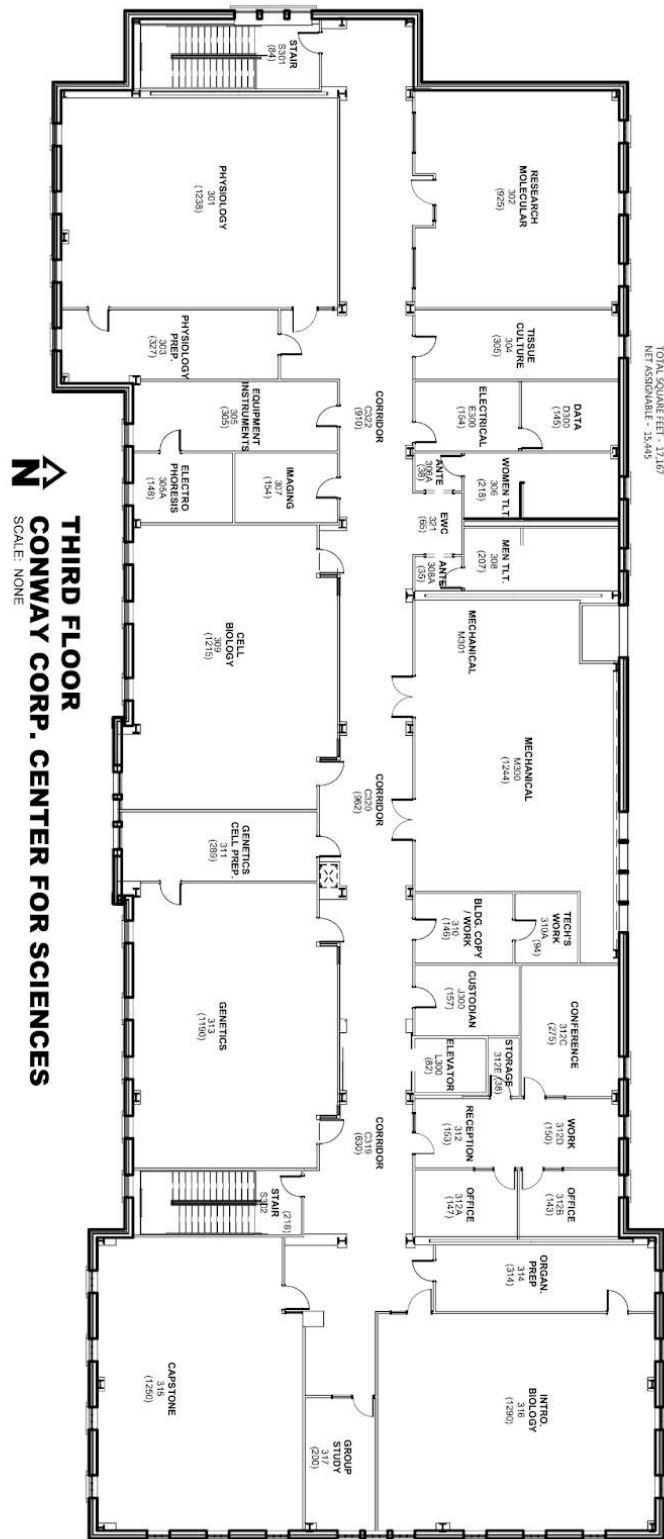 TOTAL SQUARE FEET - 17,167
NET ASSIGNABLE - 15,445
STAIR
S301
(84)
PHYSIOLOGY
301
(1238)
RESEARCH
MOLECULAR
302
(925)
PHYSIOLOGY
PREP.
303
(327)
TISSUE
CULTURE
304
(305)
EQUIPMENT
INSTRUMENTS
305
(305)
CORRIDOR
C322
(910)
ELECTRICAL
E300
(154)
DATA
D300
(145)
ELECTRO
PHORESIS
305A
(148)
IMAGING
307
(154)
ANTE
306A
(38)
WOMEN TLT.
306
(218)
EWC
321
(65)
ANTE
308A
(35)
MEN TLT.
308
(207)
CELL
BIOLOGY
309
(1215)
MECHANICAL
M301
MECHANICAL
M300
(1244)
CORRIDOR
C320
(962)
GENETICS
CELL PREP.
311
(289)
BLDG. COPY
/ WORK
310
(146)
TECH'S
WORK
310A
(94)
GENETICS
313
(1190)
CUSTODIAN
J300
(157)
CONFERENCE
312C
(275)
ELEVATOR
L300
(82)
STORAGE
312E (38)
CORRIDOR
C319
(630)
RECEPTION
312
(153)
WORK
312D
(150)
STAIR
S302
(218)
OFFICE
312A
(147)
OFFICE
312B
(143)
ORGAN.
PREP
314
(314)
CAPSTONE
315
(1250)
GROUP
STUDY
317
(200)
INTRO.
BIOLOGY
316
(1290)
N
THIRD FLOOR
CONWAY CORP. CENTER FOR SCIENCES
SCALE: NONE